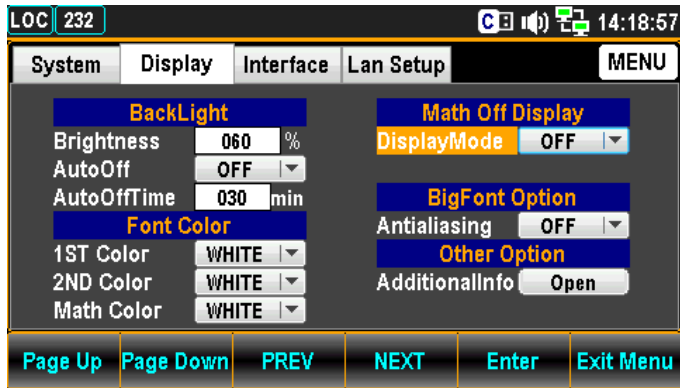 LOC 232 C 14:18:57
System Display Interface Lan Setup MENU
BackLight
Brightness 060 %
AutoOff OFF
AutoOffTime 030 min
Font Color
1ST Color WHITE
2ND Color WHITE
Math Color WHITE
Math Off Display
DisplayMode OFF
BigFont Option
Antialiasing OFF
Other Option
AdditionalInfo Open
Page Up Page Down PREV NEXT Enter Exit Menu